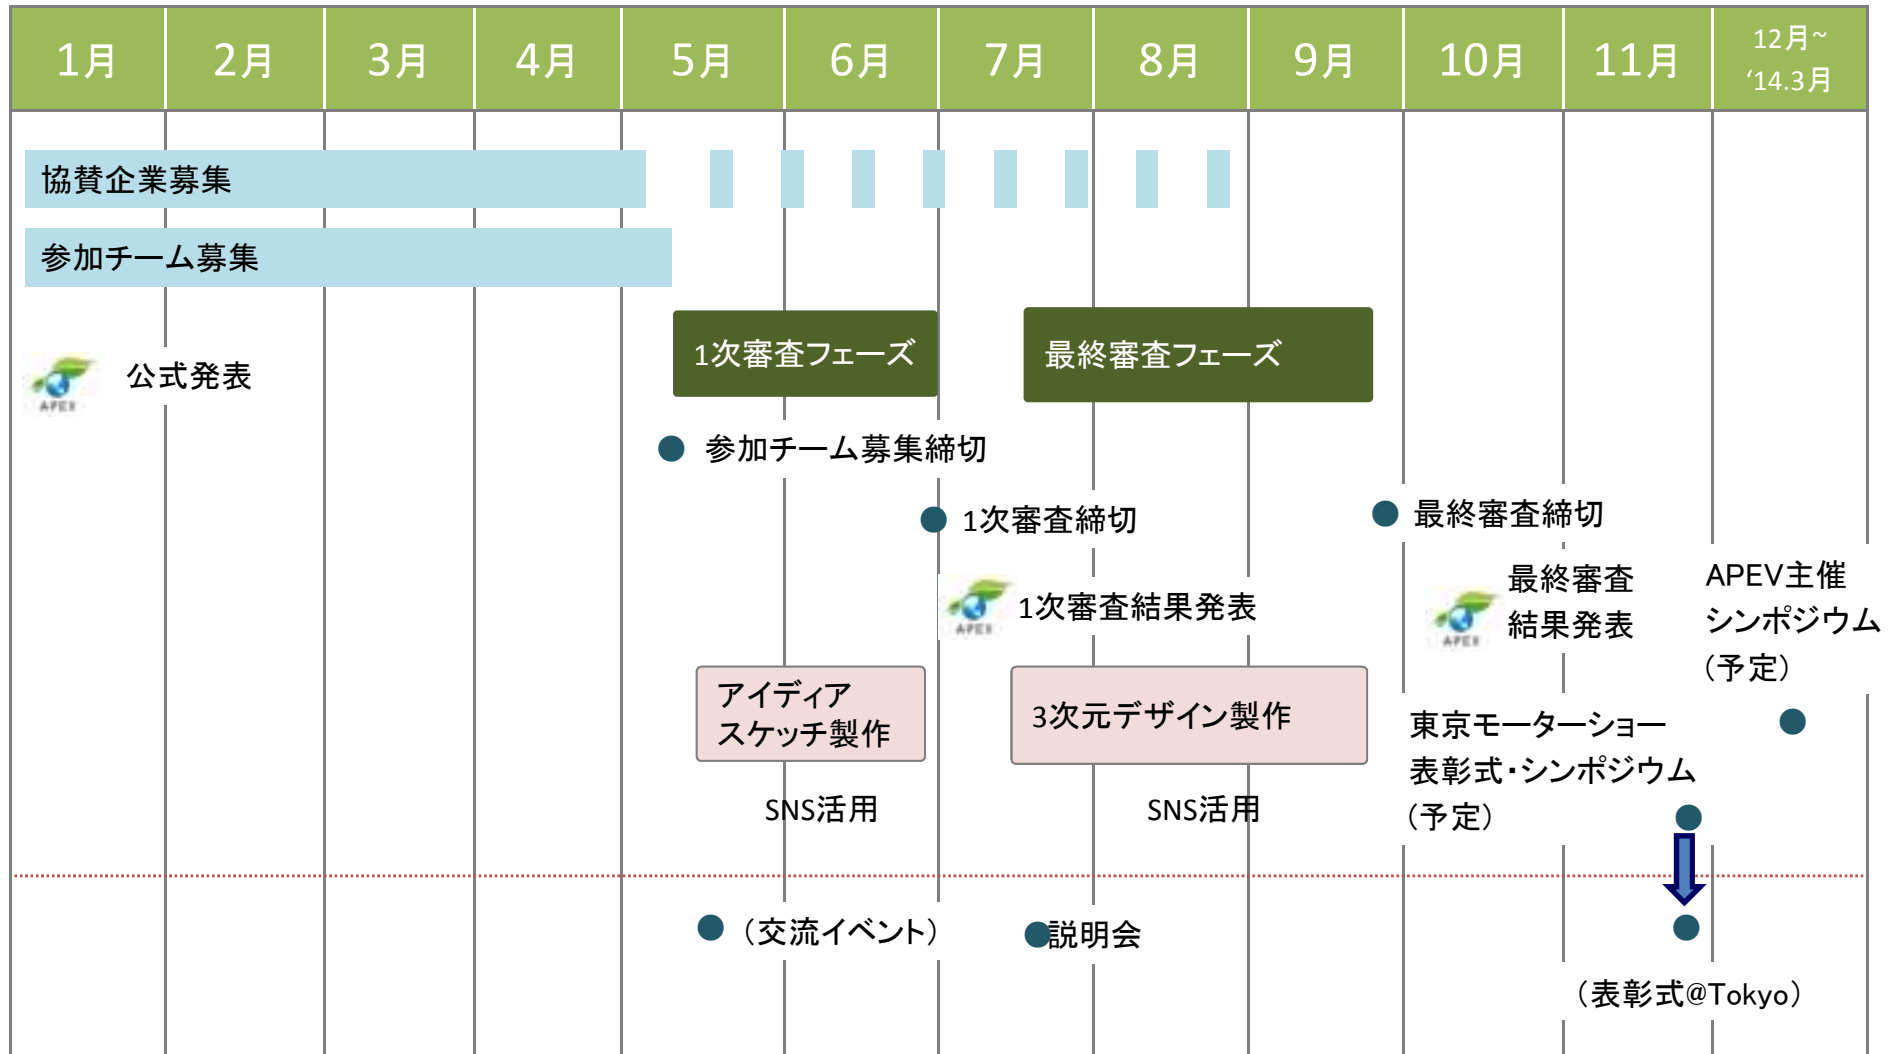 1月 2月 3月 4月 5月 6月 7月 8月 9月 10月 11月 12月~
‘14.3月
協賛企業募集
参加チーム募集
1次審査フェーズ
最終審査フェーズ
公式発表
参加チーム募集締切
1次審査締切
最終審査締切
1次審査結果発表
最終審査
結果発表
APEV主催
シンポジウム
(予定)
アイディア
スケッチ製作
3次元デザイン製作
東京モーターショー
表彰式・シンポジウム
(予定)
SNS活用
SNS活用
(交流イベント)
説明会
(表彰式@Tokyo)